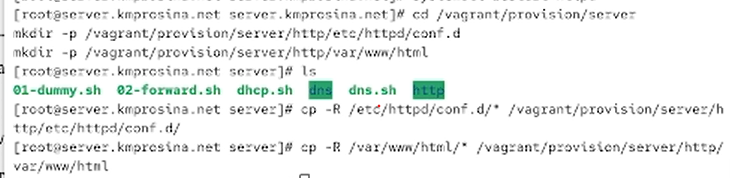 [root@server.kmprosina.net server.kmprosina.net]# cd /vagrant/provision/server
mkdir -p /vagrant/provision/server/http/etc/httpd/conf.d
mkdir -p /vagrant/provision/server/http/var/www/html
[root@server.kmprosina.net server]# ls
01-dummy.sh 02-forward.sh dhcp.sh dns dns.sh http
[root@server.kmprosina.net server]# cp -R /etc/httpd/conf.d/* /vagrant/provision/server/h
ttp/etc/httpd/conf.d/
[root@server.kmprosina.net server]# cp -R /var/www/html/* /vagrant/provision/server/http/
var/www/html